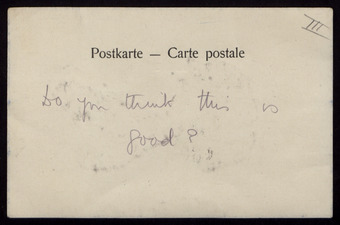 III
Postkarte — Carte postale
Do you think this is
good?